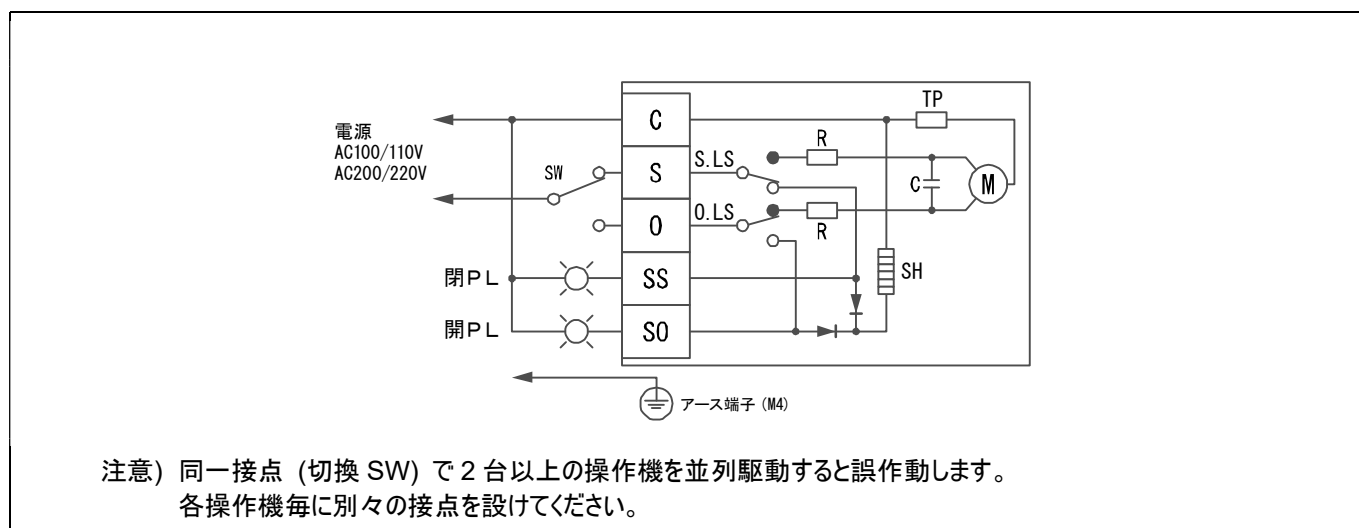 TP
電源
AC100/110V
AC200/220V
C
R
SW
S
S.LS
C
M
O
O.LS
R
閉PL
SS
SH
開PL
SO
アース端子 (M4)
注意) 同一接点 (切換 SW) で 2 台以上の操作機を並列駆動すると誤作動します。
各操作機毎に別々の接点を設けてください。